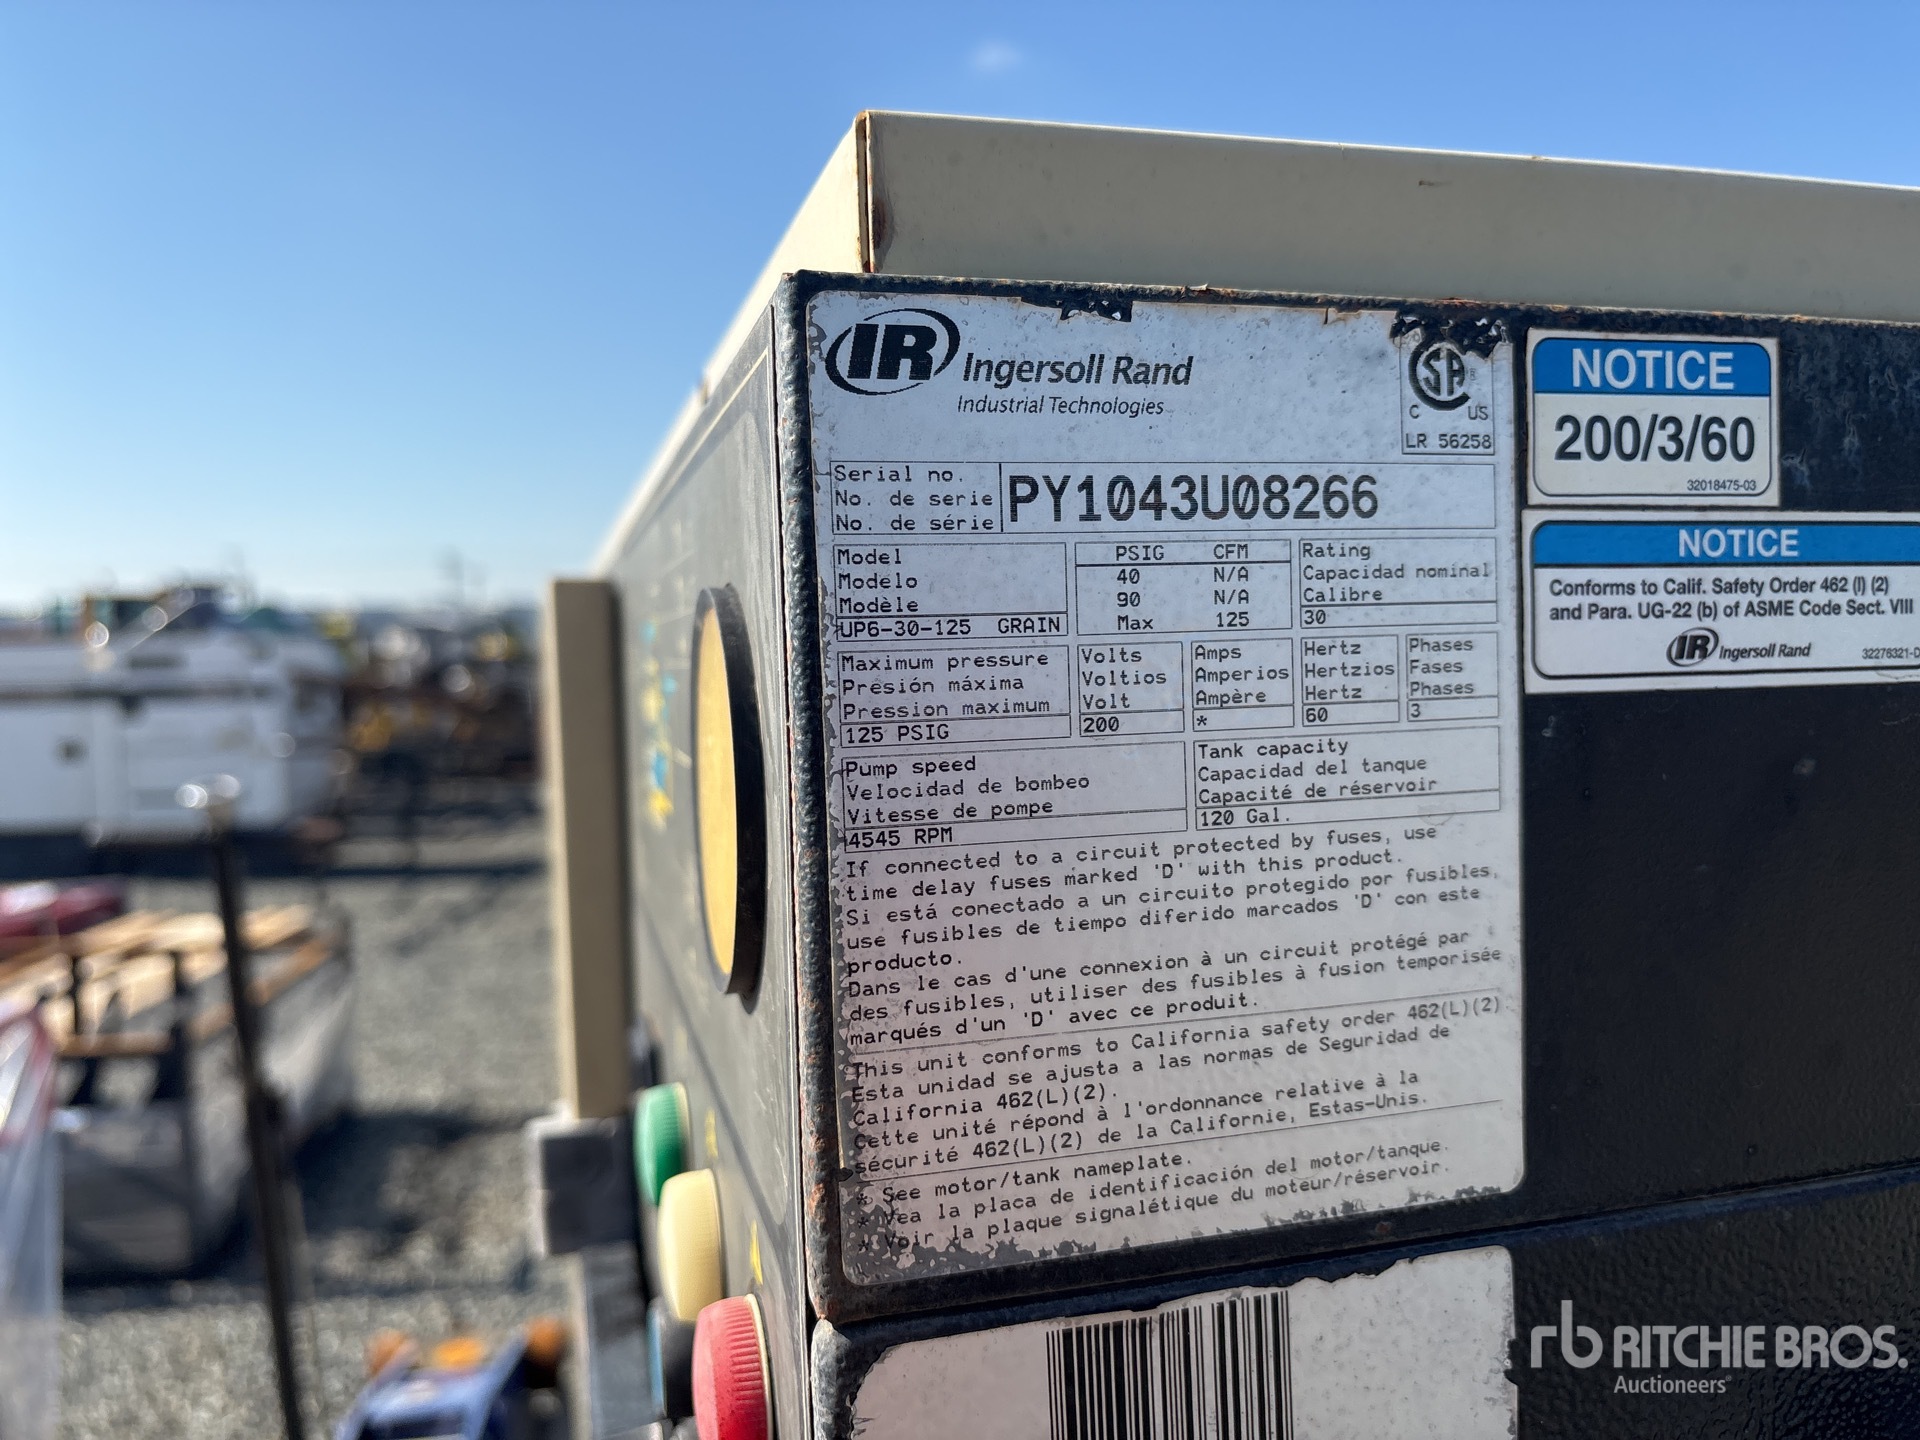 IR Ingersoll Rand
Industrial Technologies
CSA
C US
LR 56258
Serial no.
No. de serie
No. de série
PY1043U08266
Model
Modelo
Modèle
UP6-30-125 GRAIN
PSIG CFM
40 N/A
90 N/A
Max 125
Rating
Capacidad nominal
Calibre
30
Maximum pressure
Presión máxima
Pression maximum
125 PSIG
Volts
Voltios
Volt
200
Amps
Amperios
Ampère
*
Hertz
Hertzios
Hertz
60
Phases
Fases
Phases
3
Pump speed
Velocidad de bombeo
Vitesse de pompe
4545 RPM
Tank capacity
Capacidad del tanque
Capacité de réservoir
120 Gal.
If connected to a circuit protected by fuses, use
time delay fuses marked 'D' with this product.
Si está conectado a un circuito protegido por fusibles,
use fusibles de tiempo diferido marcados 'D' con este
producto.
Dans le cas d'une connexion à un circuit protégé par
des fusibles, utiliser des fusibles à fusion temporisée
marqués d'un 'D' avec ce produit.
This unit conforms to California safety order 462(L)(2)
Esta unidad se ajusta a las normas de Seguridad de
California 462(L)(2).
Cette unité répond à l'ordonnance relative à la
sécurité 462(L)(2) de la Californie, Estas-Unis.
* See motor/tank nameplate.
* Vea la placa de identificación del motor/tanque.
* Voir la plaque signalétique du moteur/réservoir.
NOTICE
200/3/60
32018475-03
NOTICE
Conforms to Calif. Safety Order 462 (l) (2)
and Para. UG-22 (b) of ASME Code Sect. VIII
IR Ingersoll Rand
32276321-D
rb RITCHIE BROS.
Auctioneers